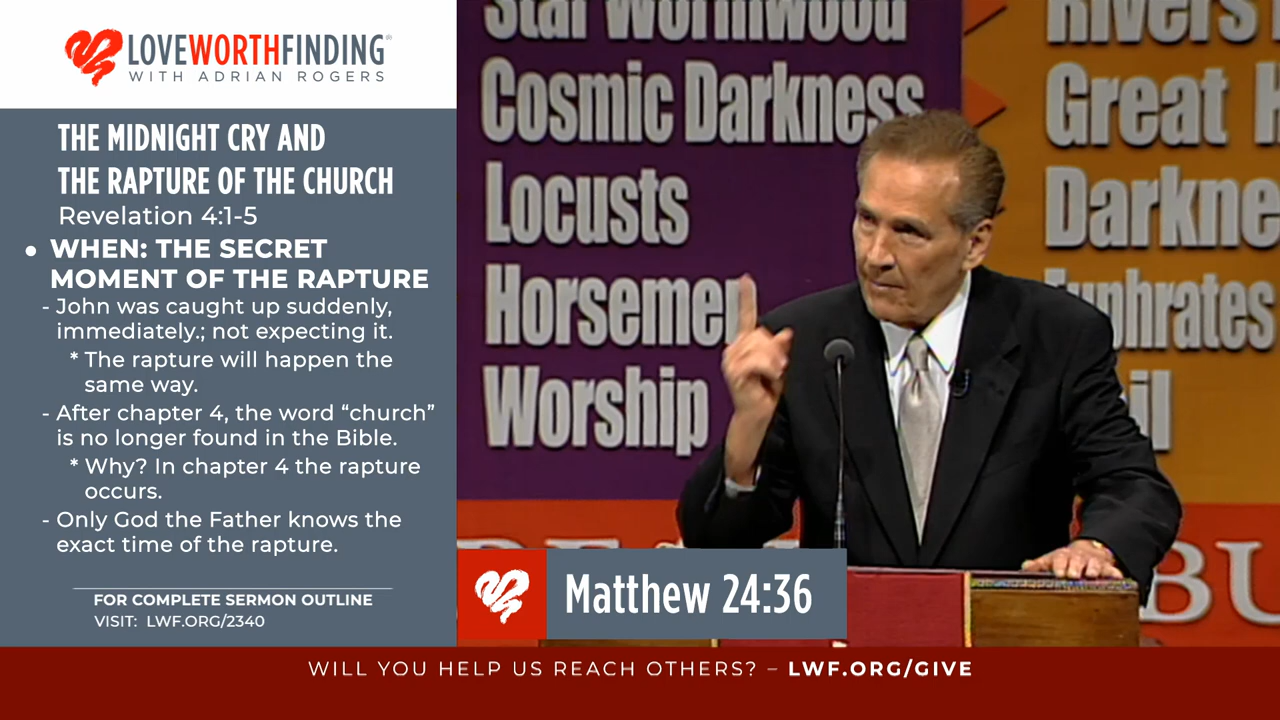 LOVEWORTHFINDING®
WITH ADRIAN ROGERS
THE MIDNIGHT CRY AND
THE RAPTURE OF THE CHURCH
Revelation 4:1-5
• WHEN: THE SECRET
MOMENT OF THE RAPTURE
- John was caught up suddenly,
immediately.; not expecting it.
* The rapture will happen the
same way.
- After chapter 4, the word “church”
is no longer found in the Bible.
* Why? In chapter 4 the rapture
occurs.
- Only God the Father knows the
exact time of the rapture.
FOR COMPLETE SERMON OUTLINE
VISIT: LWF.ORG/2340
Star Wormwood
Cosmic Darkness
Locusts
Horsemen
Worship
Rivers
Great
Matthew 24:36
WILL YOU HELP US REACH OTHERS? – LWF.ORG/GIVE